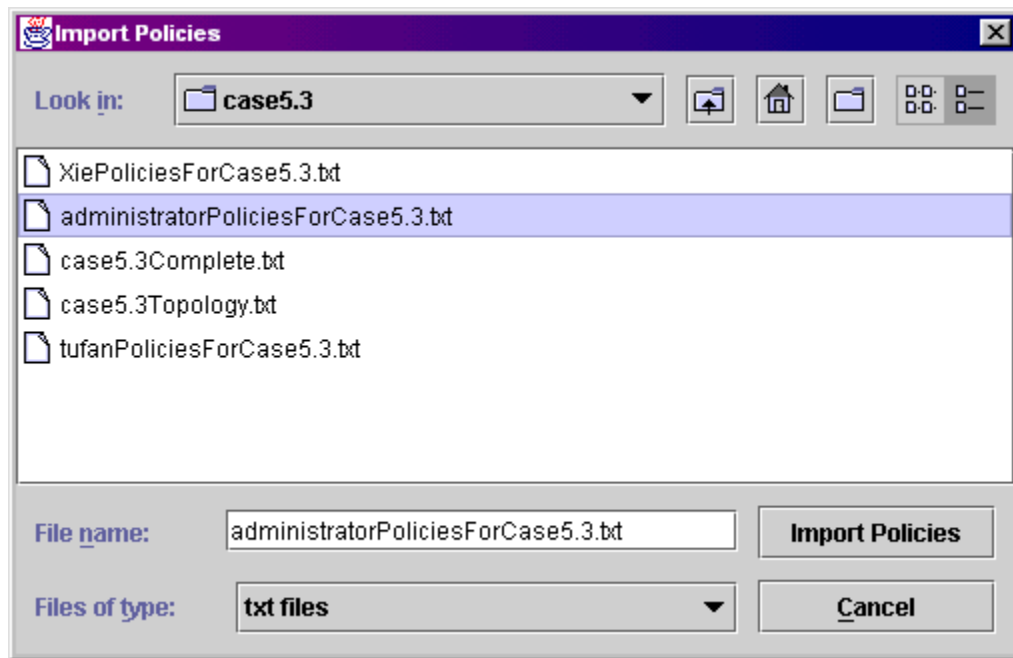 Import Policies
Look in: case5.3
XiePoliciesForCase5.3.txt
administratorPoliciesForCase5.3.txt
case5.3Complete.txt
case5.3Topology.txt
tufanPoliciesForCase5.3.txt
File name: administratorPoliciesForCase5.3.txt Import Policies
Files of type: txt files Cancel